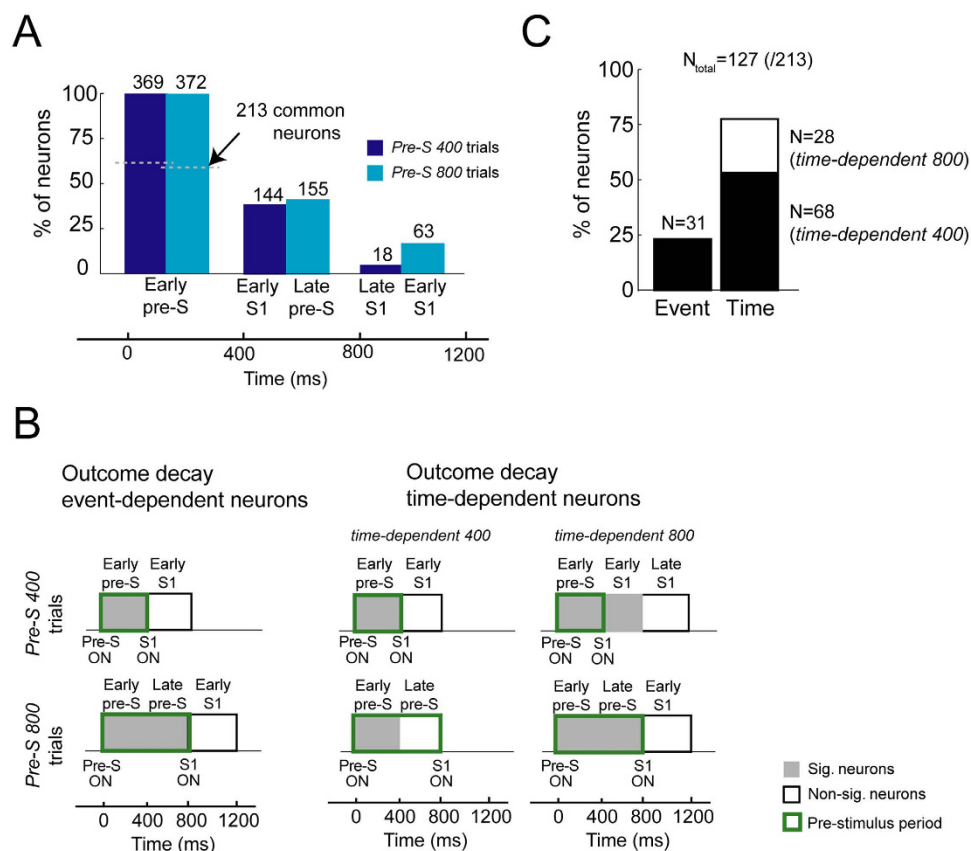 A
369 372
100
75
50
25
0
% of neurons
213 common
neurons
Pre-S 400 trials
Pre-S 800 trials
144 155
18 63
Early
pre-S
Early
S1
Late
pre-S
Late
S1
Early
S1
0 400 800 1200
Time (ms)
C
N total=127 (/213)
100
75
50
25
0
% of neurons
N=31
N=28
(time-dependent 800)
N=68
(time-dependent 400)
Event Time
B
Outcome decay
event-dependent neurons
Outcome decay
time-dependent neurons
time-dependent 400
time-dependent 800
Pre-S 400
trials
Early Early
pre-S S1
Pre-S S1
ON ON
Early Early
pre-S S1
Pre-S S1
ON ON
Early Early Late
pre-S S1 S1
Pre-S S1
ON ON
Pre-S 800
trials
Early Late Early
pre-S pre-S S1
Pre-S S1
ON ON
Early Late
pre-S pre-S
Pre-S S1
ON ON
Early Late Early
pre-S pre-S S1
Pre-S S1
ON ON
0 400 800 1200
Time (ms)
0 400 800 1200
Time (ms)
0 400 800 1200
Time (ms)
Sig. neurons
Non-sig. neurons
Pre-stimulus period